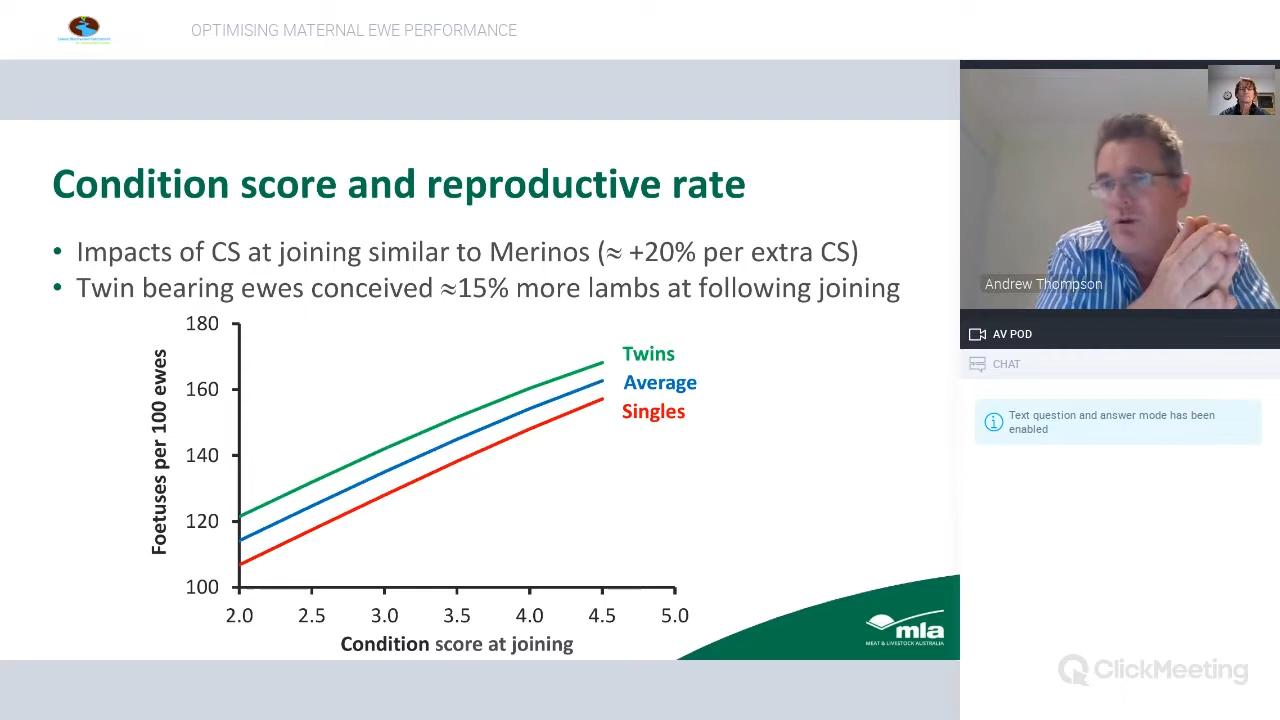 OPTIMISING MATERNAL EWE PERFORMANCE
Condition score and reproductive rate
• Impacts of CS at joining similar to Merinos (≈ +20% per extra CS)
• Twin bearing ewes conceived ≈15% more lambs at following joining
Foetuses per 100 ewes
180
160
140
120
100
2.0 2.5 3.0 3.5 4.0 4.5 5.0
Condition score at joining
Twins
Average
Singles
mla
MEAT & LIVESTOCK AUSTRALIA
Andrew Thompson
AV POD
CHAT
Text question and answer mode has been
enabled
ClickMeeting